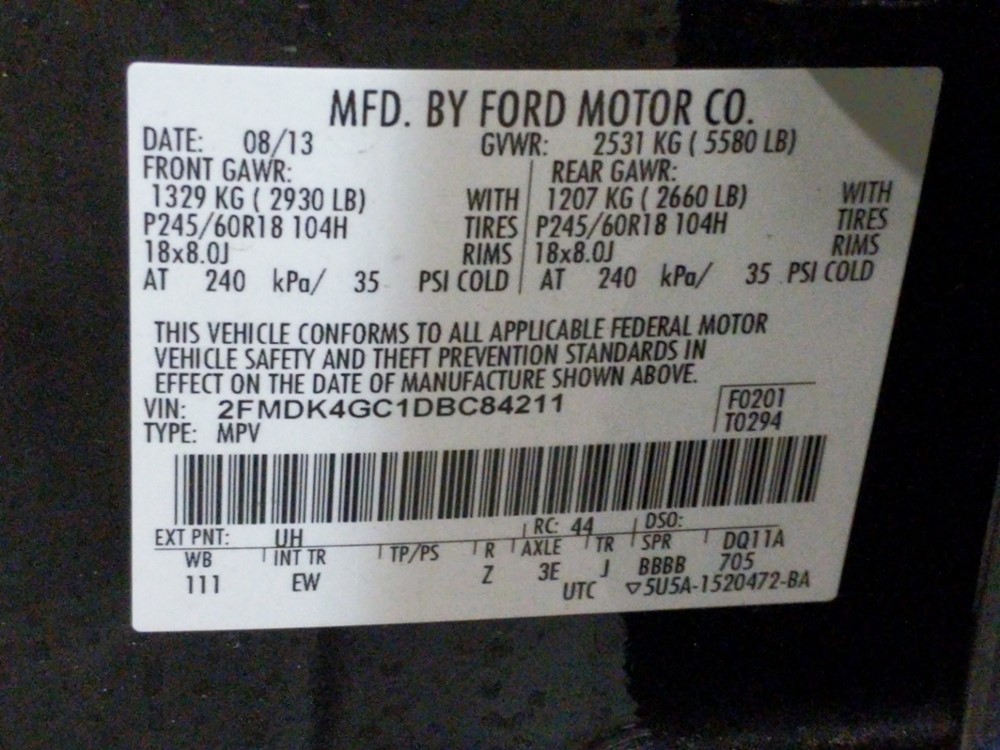 MFD. BY FORD MOTOR CO.
DATE: 08/13 GVWR: 2531 KG ( 5580 LB)
FRONT GAWR: REAR GAWR:
1329 KG ( 2930 LB) WITH 1207 KG ( 2660 LB) WITH
P245/60R18 104H TIRES P245/60R18 104H TIRES
18x8.0J RIMS 18x8.0J RIMS
AT 240 kPa/ 35 PSI COLD AT 240 kPa/ 35 PSI COLD
THIS VEHICLE CONFORMS TO ALL APPLICABLE FEDERAL MOTOR
VEHICLE SAFETY AND THEFT PREVENTION STANDARDS IN
EFFECT ON THE DATE OF MANUFACTURE SHOWN ABOVE.
VIN: 2FMDK4GC1DBC84211 F0201
TYPE: MPV T0294
EXT PNT: UH RC: 44 DSO:
WB INT TR TP/PS R AXLE TR SPR DQ11A
111 EW Z 3E J BBBB 705
UTC ▽5U5A-1520472-BA